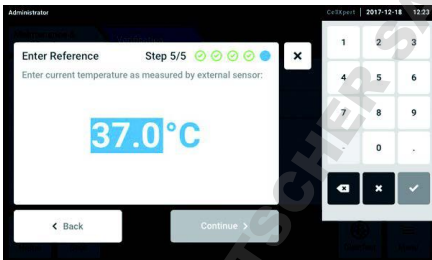 Administrator
CellXpert 2017-12-18 12:23
Enter Reference Step 5/5
Enter current temperature as measured by external sensor:
37.0°C
1 2 3
4 5 6
7 8 9
0
Back
Continue